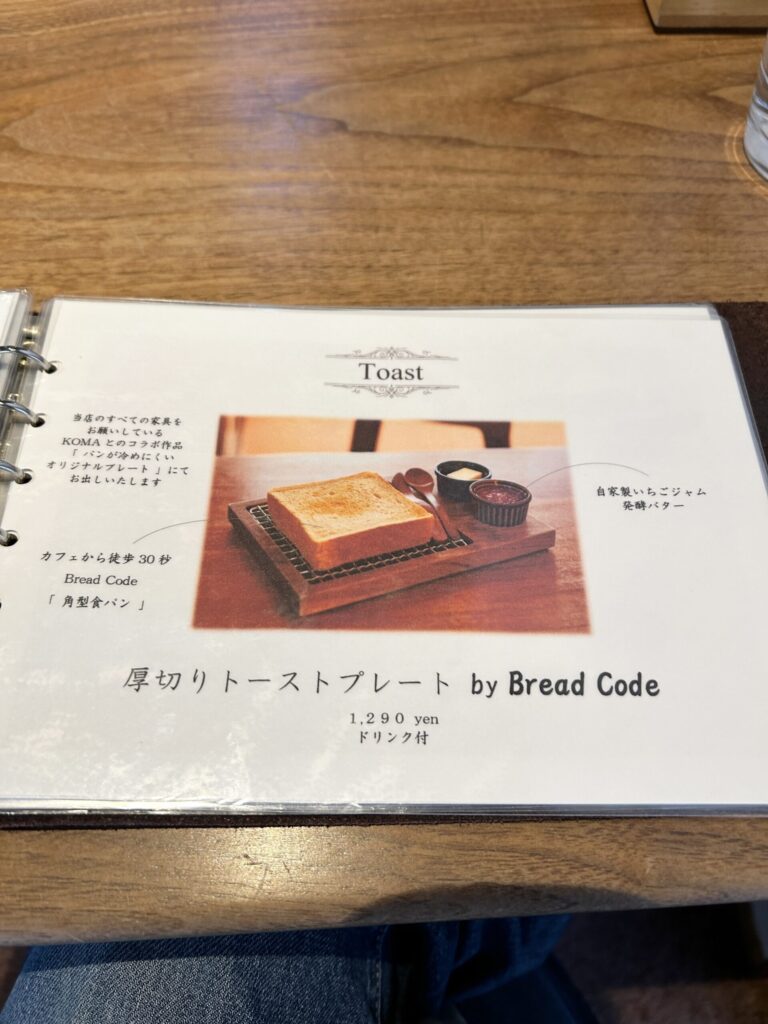 Toast
当店のすべての家具を
お願いしている
KOMAとのコラボ作品
「パンが冷めにくい
オリジナルプレート」にて
お出しいたします
自家製いちごジャム
発酵バター
カフェから徒歩30秒
Bread Code
「角型食パン」
厚切りトーストプレート by Bread Code
1,290 yen
ドリンク付